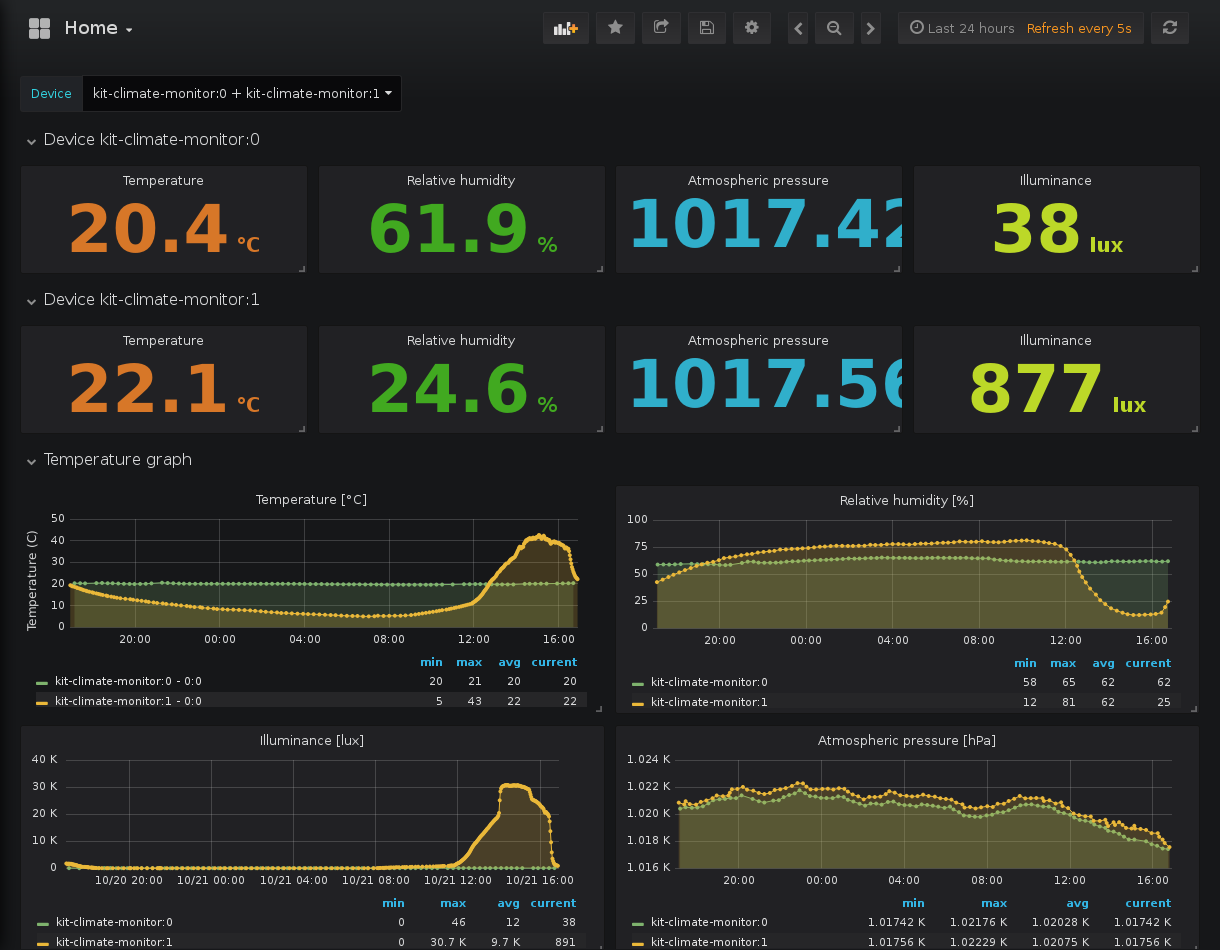 Home
Last 24 hours Refresh every 5s
Device kit-climate-monitor:0 + kit-climate-monitor:1
Device kit-climate-monitor:0
Temperature Relative humidity Atmospheric pressure Illuminance
20.4 °C 61.9 % 1017.42 38 lux
Device kit-climate-monitor:1
Temperature Relative humidity Atmospheric pressure Illuminance
22.1 °C 24.6 % 1017.56 877 lux
Temperature graph
Temperature [°C]
Temperature (C)
50
40
30
20
10
0
20:00 00:00 04:00 08:00 12:00 16:00
min max avg current
kit-climate-monitor:0 - 0:0 20 21 20 20
kit-climate-monitor:1 - 0:0 5 43 22 22
Relative humidity [%]
100
75
50
25
0
20:00 00:00 04:00 08:00 12:00 16:00
min max avg current
kit-climate-monitor:0 58 65 62 62
kit-climate-monitor:1 12 81 62 25
Illuminance [lux]
40 K
30 K
20 K
10 K
0
10/20 20:00 10/21 00:00 10/21 04:00 10/21 08:00 10/21 12:00 10/21 16:00
min max avg current
kit-climate-monitor:0 0 46 12 38
kit-climate-monitor:1 0 30.7 K 9.7 K 891
Atmospheric pressure [hPa]
1.024 K
1.022 K
1.020 K
1.018 K
1.016 K
20:00 00:00 04:00 08:00 12:00 16:00
min max avg current
kit-climate-monitor:0 1.01742 K 1.02176 K 1.02028 K 1.01742 K
kit-climate-monitor:1 1.01756 K 1.02229 K 1.02075 K 1.01756 K